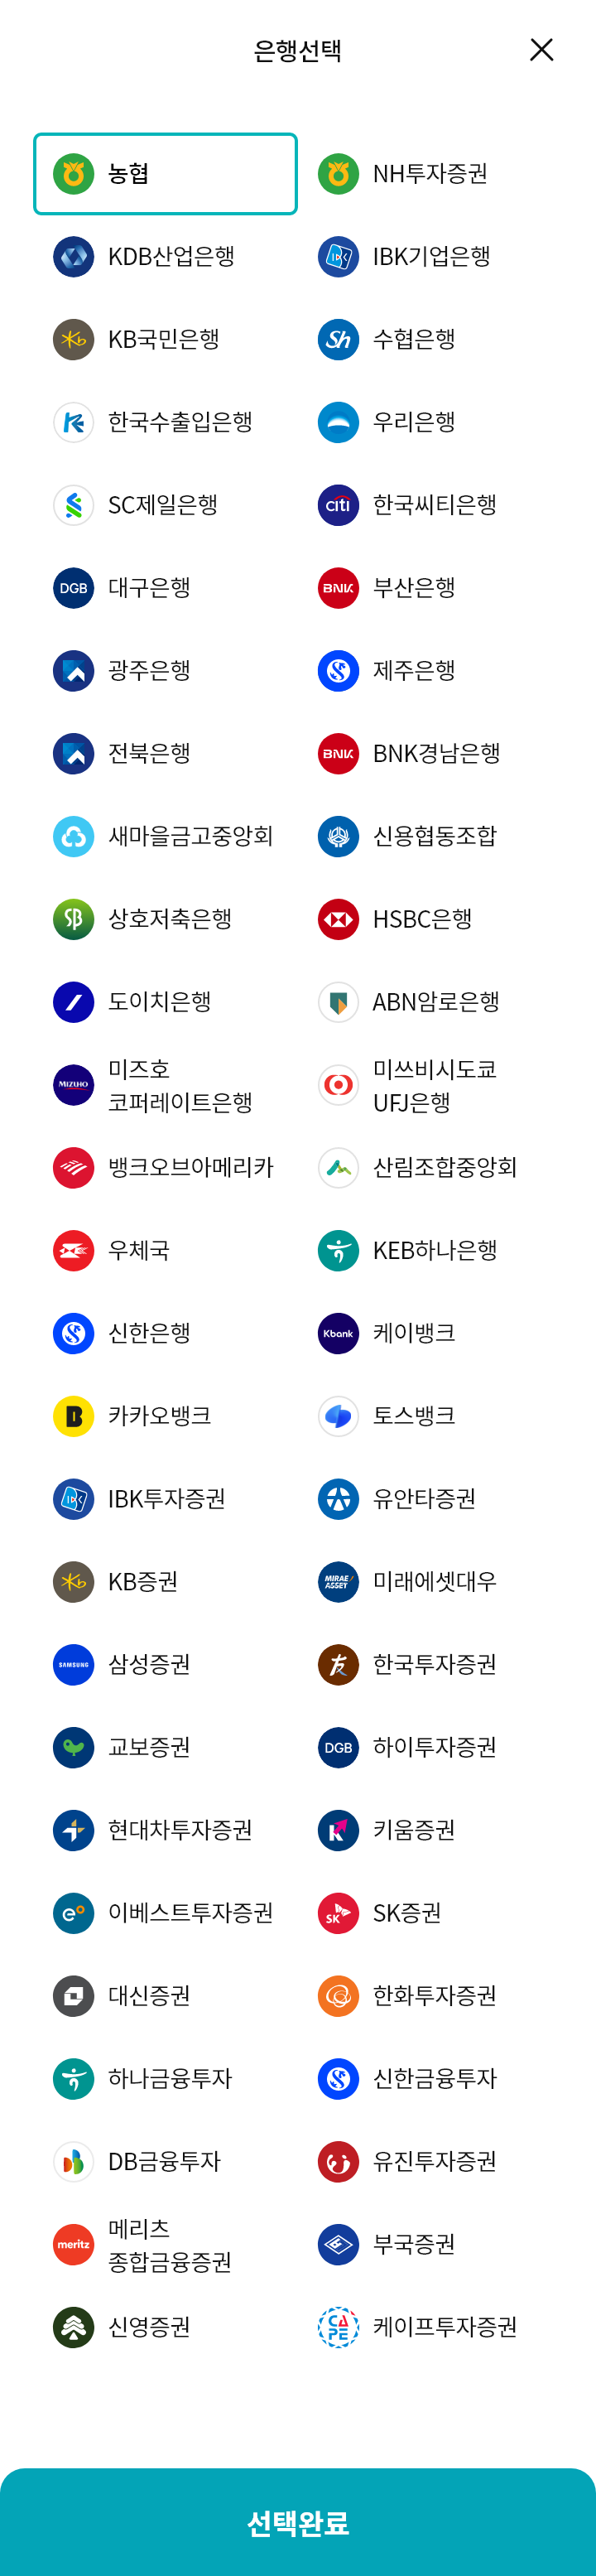 은행선택
농협
NH투자증권
KDB산업은행
IBK기업은행
KB국민은행
Sh 수협은행
한국수출입은행
우리은행
SC제일은행
citi 한국씨티은행
DGB 대구은행
BNK 부산은행
광주은행
제주은행
전북은행
BNK BNK경남은행
새마을금고중앙회
신용협동조합
SB 상호저축은행
HSBC은행
도이치은행
ABN암로은행
MIZUHO 미즈호
코퍼레이트은행
미쓰비시도쿄
UFJ은행
뱅크오브아메리카
산림조합중앙회
우체국
KEB하나은행
신한은행
Kbank 케이뱅크
B 카카오뱅크
토스뱅크
IBK투자증권
유안타증권
KB증권
MIRAE ASSET 미래에셋대우
SAMSUNG 삼성증권
友 한국투자증권
교보증권
DGB 하이투자증권
현대차투자증권
K 키움증권
e 이베스트투자증권
SK SK증권
대신증권
한화투자증권
하나금융투자
신한금융투자
DB금융투자
유진투자증권
meritz 메리츠
종합금융증권
부국증권
신영증권
CAPE 케이프투자증권
선택완료